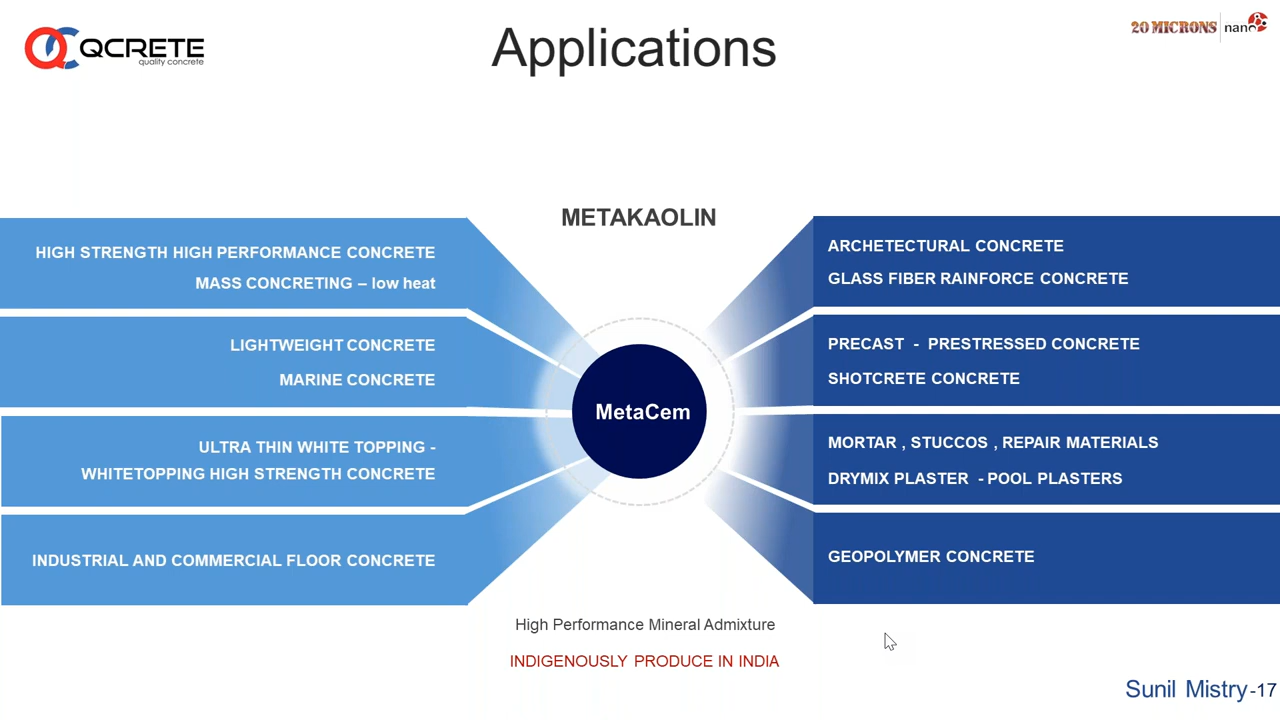 QCRETE
quality concrete
Applications
20 MICRONS nano
METAKAOLIN
HIGH STRENGTH HIGH PERFORMANCE CONCRETE
MASS CONCRETING – low heat
LIGHTWEIGHT CONCRETE
MARINE CONCRETE
ULTRA THIN WHITE TOPPING -
WHITETOPPING HIGH STRENGTH CONCRETE
INDUSTRIAL AND COMMERCIAL FLOOR CONCRETE
MetaCem
ARCHETECTURAL CONCRETE
GLASS FIBER RAINFORCE CONCRETE
PRECAST - PRESTRESSED CONCRETE
SHOTCRETE CONCRETE
MORTAR , STUCCOS , REPAIR MATERIALS
DRYMIX PLASTER - POOL PLASTERS
GEOPOLYMER CONCRETE
High Performance Mineral Admixture
INDIGENOUSLY PRODUCE IN INDIA
Sunil Mistry-17